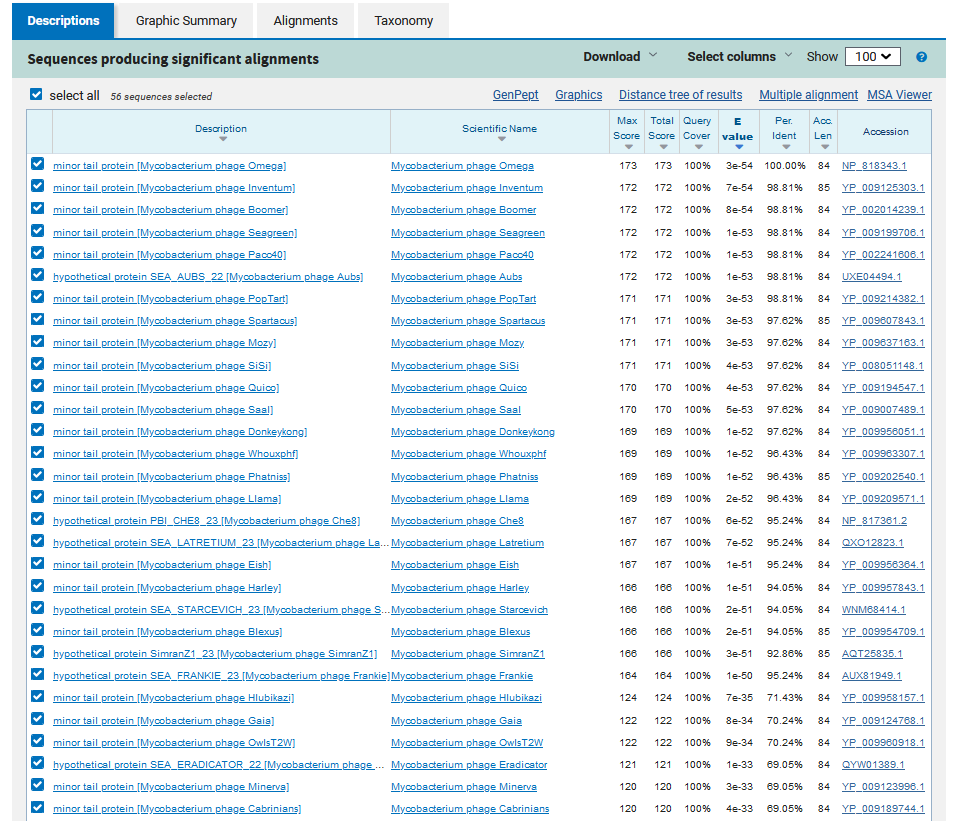 Descriptions Graphic Summary Alignments Taxonomy
Sequences producing significant alignments Download Select columns Show 100
select all 56 sequences selected GenPept Graphics Distance tree of results Multiple alignment MSA Viewer
Description Scientific Name Max Score Total Score Query Cover E value Per. Ident Acc. Len Accession
minor tail protein [Mycobacterium phage Omega] Mycobacterium phage Omega 173 173 100% 3e-54 100.00% 84 NP_818343.1
minor tail protein [Mycobacterium phage Inventum] Mycobacterium phage Inventum 172 172 100% 7e-54 98.81% 85 YP_009125303.1
minor tail protein [Mycobacterium phage Boomer] Mycobacterium phage Boomer 172 172 100% 8e-54 98.81% 84 YP_002014239.1
minor tail protein [Mycobacterium phage Seagreen] Mycobacterium phage Seagreen 172 172 100% 1e-53 98.81% 84 YP_009199706.1
minor tail protein [Mycobacterium phage Paco40] Mycobacterium phage Paco40 172 172 100% 1e-53 98.81% 84 YP_002241606.1
hypothetical protein SEA_AUBS_22 [Mycobacterium phage Aubs] Mycobacterium phage Aubs 172 172 100% 1e-53 98.81% 84 UXE04494.1
minor tail protein [Mycobacterium phage PopTart] Mycobacterium phage PopTart 171 171 100% 3e-53 98.81% 84 YP_009214382.1
minor tail protein [Mycobacterium phage Spartacus] Mycobacterium phage Spartacus 171 171 100% 3e-53 97.62% 85 YP_009607843.1
minor tail protein [Mycobacterium phage Mozy] Mycobacterium phage Mozy 171 171 100% 3e-53 97.62% 84 YP_009637163.1
minor tail protein [Mycobacterium phage SiSi] Mycobacterium phage SiSi 171 171 100% 4e-53 97.62% 84 YP_008051148.1
minor tail protein [Mycobacterium phage Quico] Mycobacterium phage Quico 170 170 100% 4e-53 97.62% 84 YP_009194547.1
minor tail protein [Mycobacterium phage Saal] Mycobacterium phage Saal 170 170 100% 5e-53 97.62% 84 YP_009007489.1
minor tail protein [Mycobacterium phage Donkeykong] Mycobacterium phage Donkeykong 169 169 100% 1e-52 97.62% 84 YP_009956051.1
minor tail protein [Mycobacterium phage Whouxphf] Mycobacterium phage Whouxphf 169 169 100% 1e-52 96.43% 84 YP_009963307.1
minor tail protein [Mycobacterium phage Phatniss] Mycobacterium phage Phatniss 169 169 100% 1e-52 96.43% 85 YP_009202540.1
minor tail protein [Mycobacterium phage Llama] Mycobacterium phage Llama 169 169 100% 2e-52 96.43% 84 YP_009209571.1
hypothetical protein PBI_CHE8_23 [Mycobacterium phage Che8] Mycobacterium phage Che8 167 167 100% 6e-52 95.24% 84 NP_817361.2
hypothetical protein SEA_LATRETIUM_23 [Mycobacterium phage La... Mycobacterium phage Latretium 167 167 100% 7e-52 95.24% 84 QXO12823.1
minor tail protein [Mycobacterium phage Eish] Mycobacterium phage Eish 167 167 100% 1e-51 95.24% 84 YP_009956364.1
minor tail protein [Mycobacterium phage Harley] Mycobacterium phage Harley 166 166 100% 1e-51 94.05% 84 YP_009957843.1
hypothetical protein SEA_STARCEVICH_23 [Mycobacterium phage S... Mycobacterium phage Starcevich 166 166 100% 2e-51 94.05% 84 WNM68414.1
minor tail protein [Mycobacterium phage Blexus] Mycobacterium phage Blexus 166 166 100% 2e-51 94.05% 85 YP_009954709.1
hypothetical protein SimranZ1_23 [Mycobacterium phage SimranZ1] Mycobacterium phage SimranZ1 166 166 100% 3e-51 92.86% 85 AQT25835.1
hypothetical protein SEA_FRANKIE_23 [Mycobacterium phage Frankie] Mycobacterium phage Frankie 164 164 100% 1e-50 95.24% 84 AUX81949.1
minor tail protein [Mycobacterium phage Hlubikazi] Mycobacterium phage Hlubikazi 124 124 100% 7e-35 71.43% 84 YP_009958157.1
minor tail protein [Mycobacterium phage Gaia] Mycobacterium phage Gaia 122 122 100% 8e-34 70.24% 84 YP_009124768.1
minor tail protein [Mycobacterium phage OwlsT2W] Mycobacterium phage OwlsT2W 122 122 100% 9e-34 70.24% 84 YP_009960918.1
hypothetical protein SEA_ERADICATOR_22 [Mycobacterium phage ... Mycobacterium phage Eradicator 121 121 100% 1e-33 69.05% 84 QYW01389.1
minor tail protein [Mycobacterium phage Minerva] Mycobacterium phage Minerva 120 120 100% 3e-33 69.05% 84 YP_009123996.1
minor tail protein [Mycobacterium phage Cabrinians] Mycobacterium phage Cabrinians 120 120 100% 4e-33 69.05% 84 YP_009189744.1